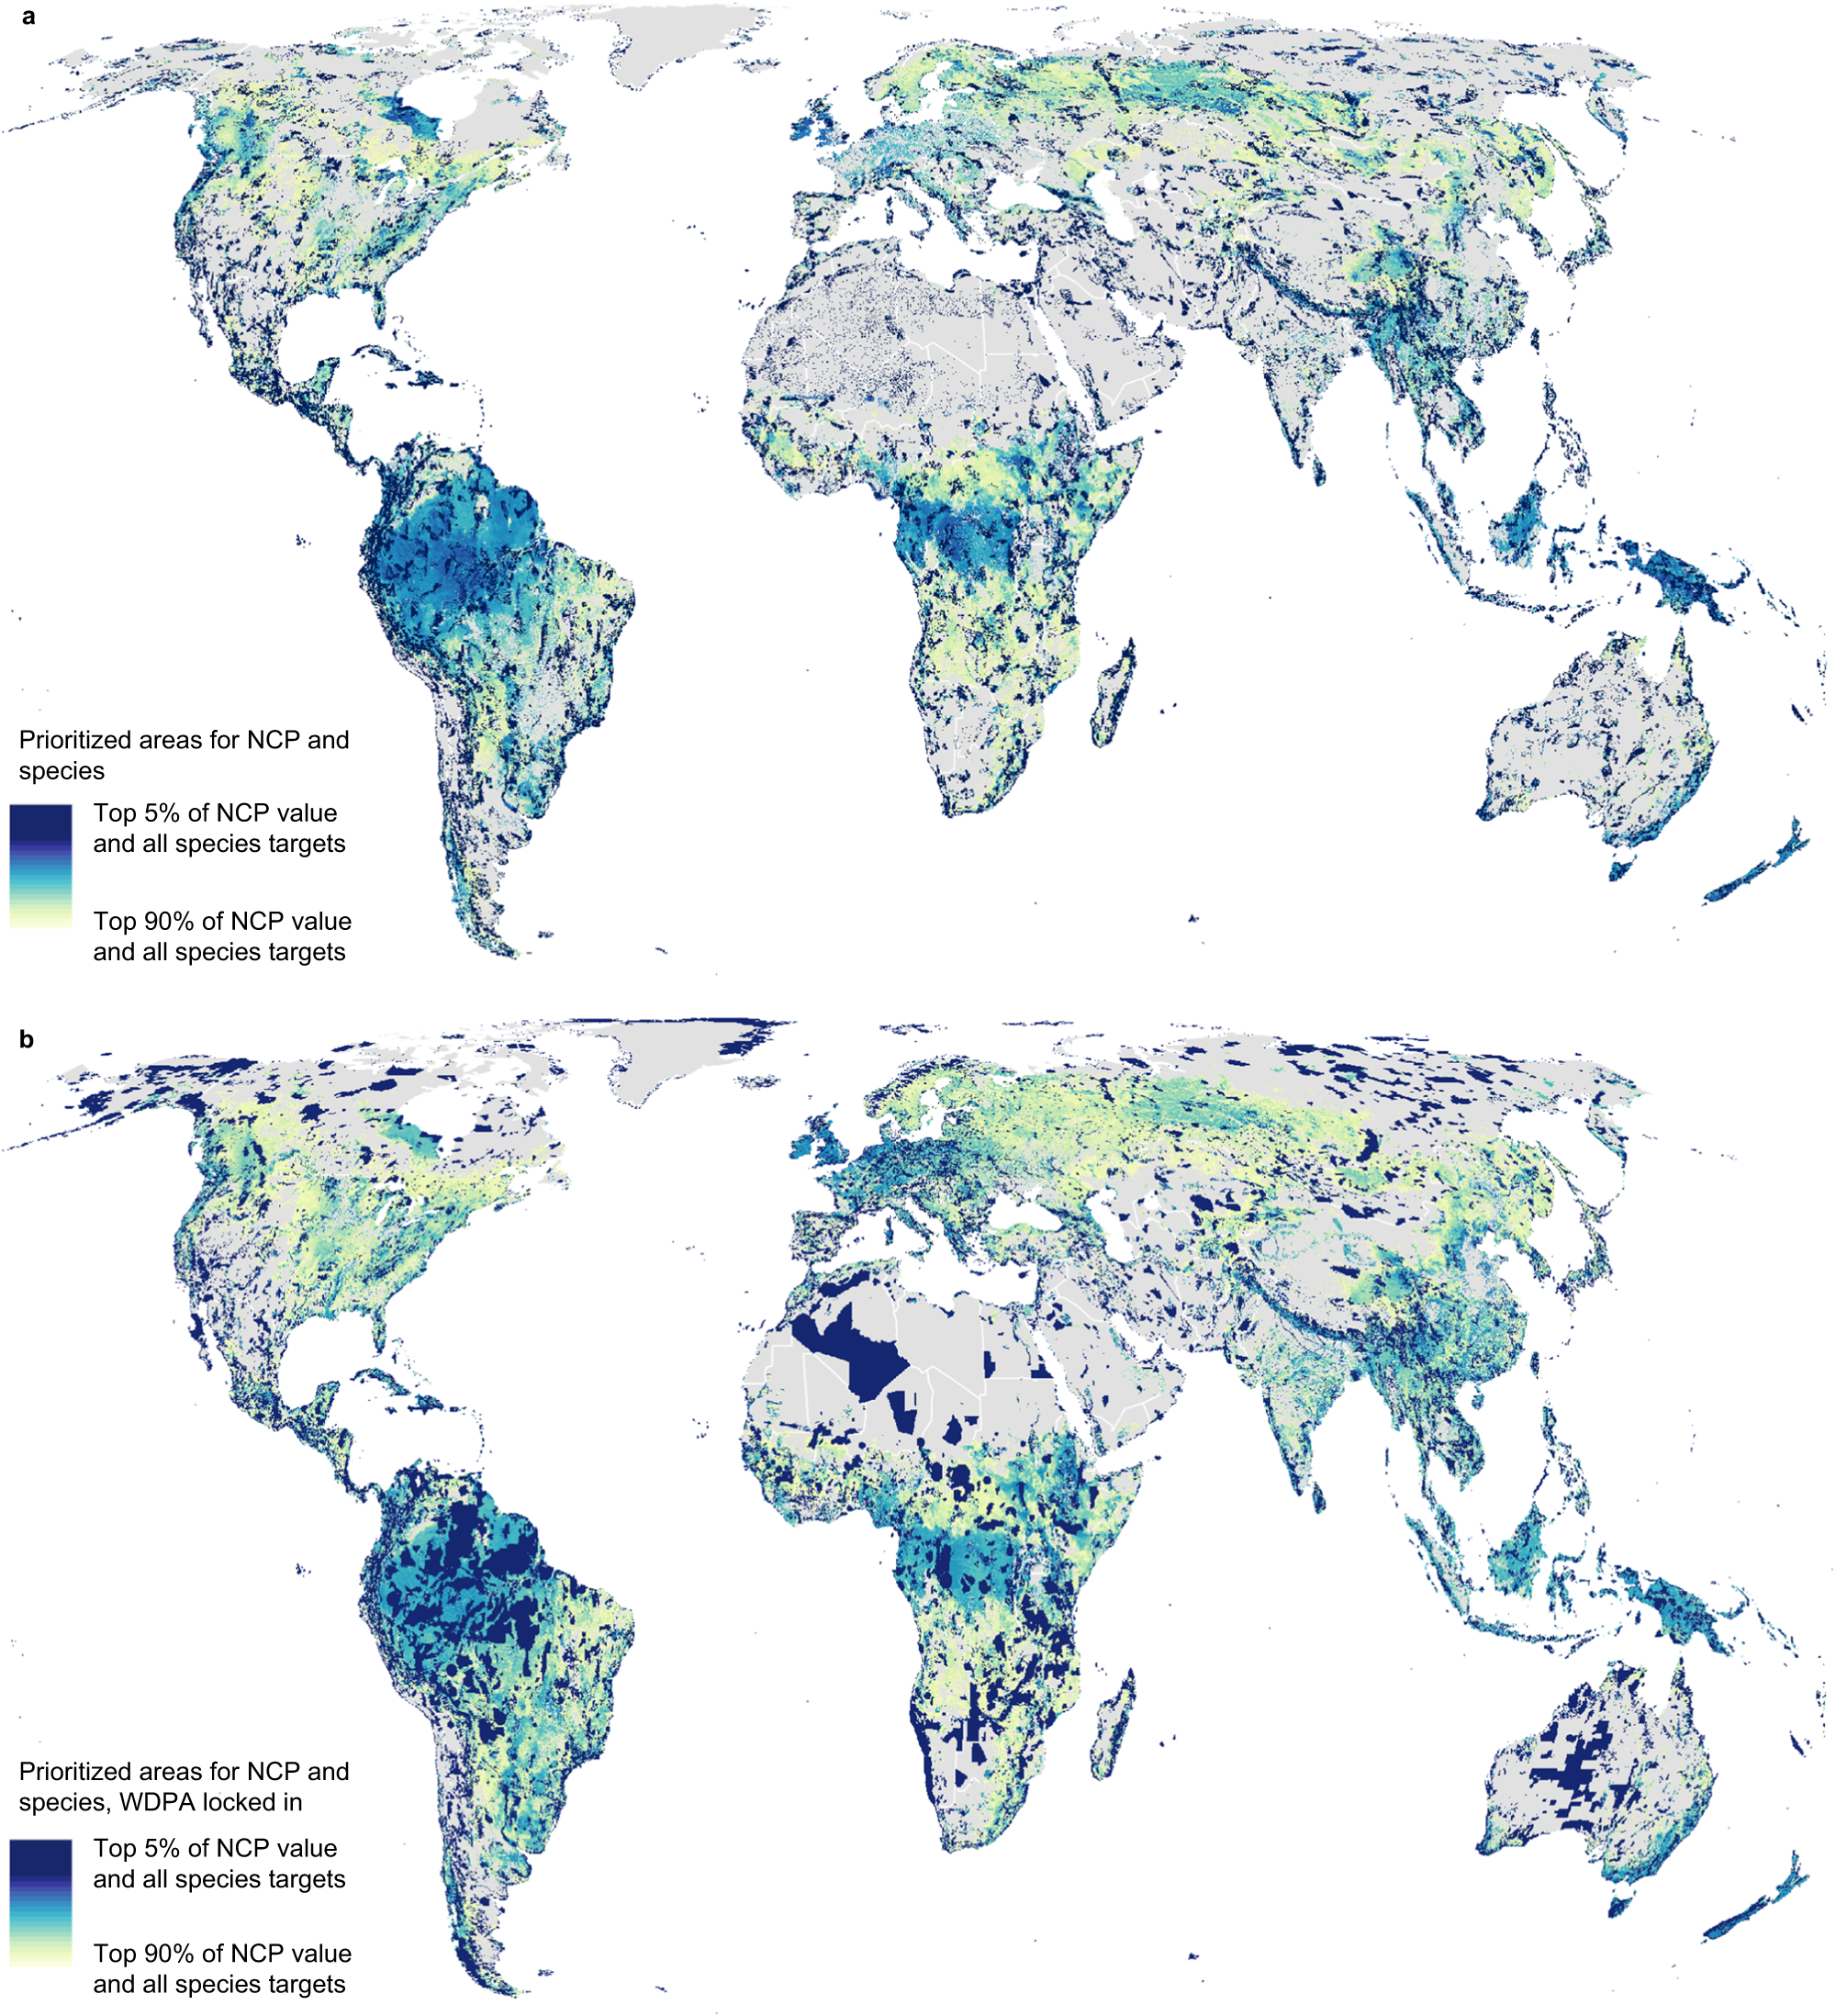 a
Prioritized areas for NCP and
species
Top 5% of NCP value
and all species targets
Top 90% of NCP value
and all species targets
b
Prioritized areas for NCP and
species, WDPA locked in
Top 5% of NCP value
and all species targets
Top 90% of NCP value
and all species targets